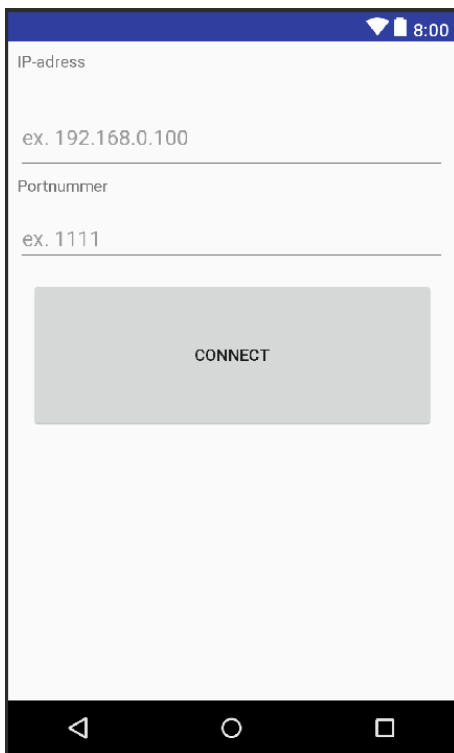 8:00
IP-adress
ex. 192.168.0.100
Portnummer
ex. 1111
CONNECT